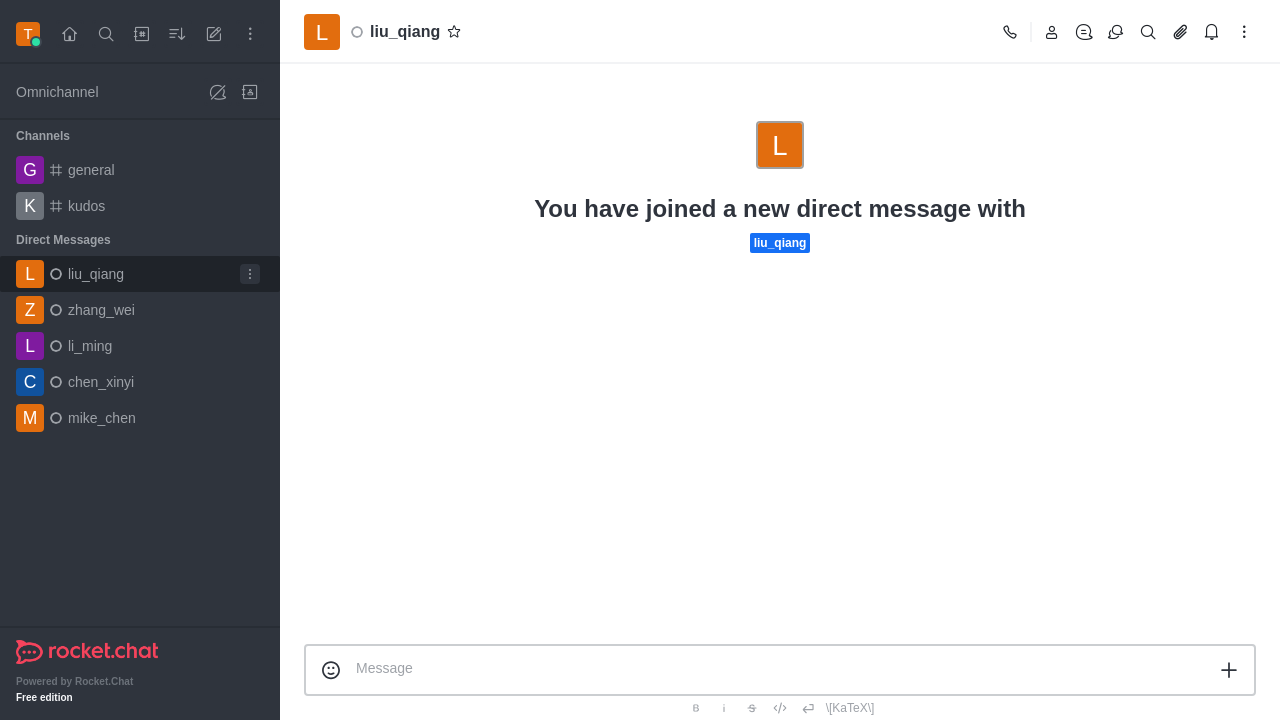 T
Omnichannel
Channels
G general
K kudos
Direct Messages
L liu_qiang
Z zhang_wei
L li_ming
C chen_xinyi
M mike_chen
rocket.chat
Powered by Rocket.Chat
Free edition
L liu_qiang
L
You have joined a new direct message with
liu_qiang
Message
B i S \[KaTeX\]